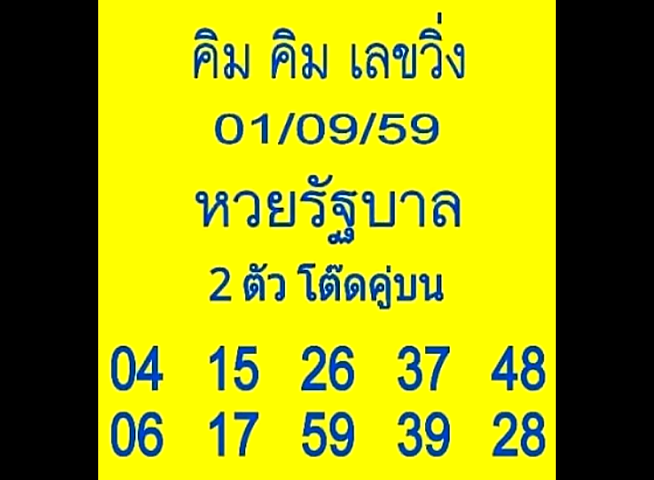 คิม คิม เลขวิ่ง
01/09/59
หวยรัฐบาล
2 ตัว โต๊ดคู่บน
04 15 26 37 48
06 17 59 39 28